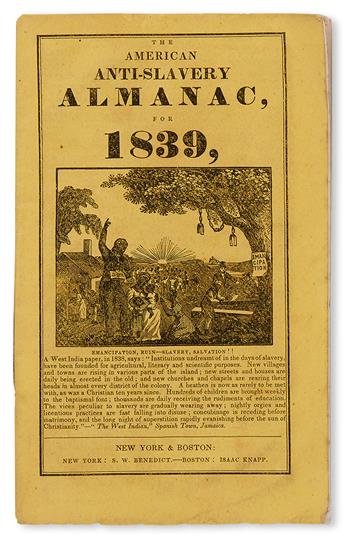 THE
AMERICAN
ANTI-SLAVERY
ALMANAC,
FOR
1839,
EMAN
CIPA
TION
EMANCIPATION, RUIN—SLAVERY, SALVATION!!
A West India paper, in 1838, says: "Institutions undreamt of in the days of slavery,
have been founded for agricultural, literary and scientific purposes. New villages
and towns are rising in various parts of the island; new streets and houses are
daily being erected in the old; and new churches and chapels are rearing their
heads in almost every district of the colony. A heathen is now as rarely to be met
with, as was a Christian ten years since. Hundreds of children are brought weekly
to the baptismal font; thousands are daily receiving the rudiments of education.
The vices peculiar to slavery are gradually wearing away; nightly orgies and
licentious practices are fast falling into disuse; concubinage is receding before
matrimony, and the long night of superstition rapidly evanishing before the sun of
Christianity."—"The West Indian," Spanish Town, Jamaica.
NEW YORK & BOSTON:
NEW YORK: S. W. BENEDICT.—BOSTON: ISAAC KNAPP.